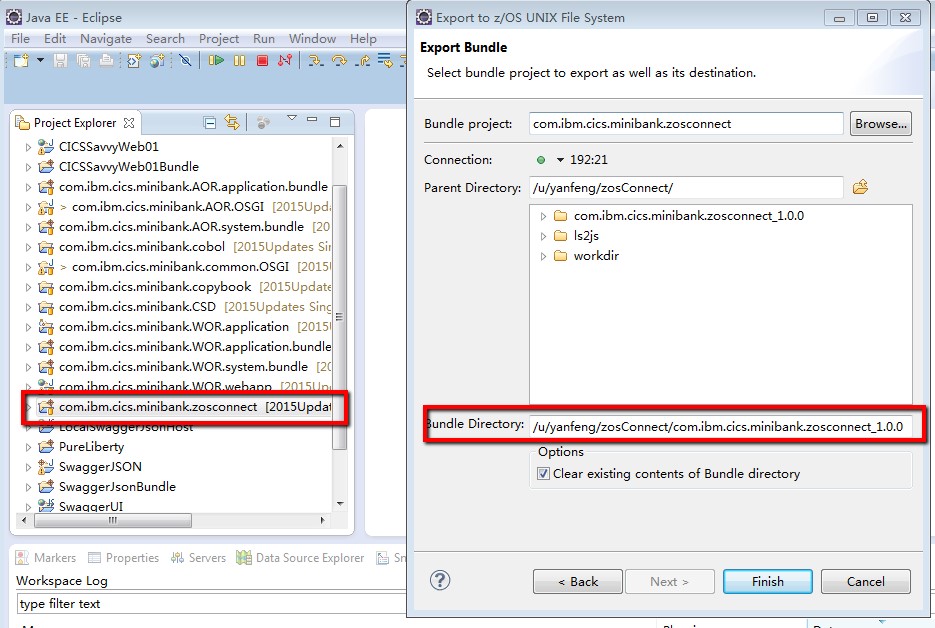 Java EE - Eclipse
File Edit Navigate Search Project Run Window Help
Project Explorer
CICSSavvyWeb01
CICSSavvyWeb01Bundle
com.ibm.cics.minibank.AOR.application.bundle
> com.ibm.cics.minibank.AOR.OSGI [2015Upda
com.ibm.cics.minibank.AOR.system.bundle [20
com.ibm.cics.minibank.cobol [2015Updates Sin
> com.ibm.cics.minibank.common.OSGI [2015U
com.ibm.cics.minibank.copybook [2015Update
com.ibm.cics.minibank.CSD [2015Updates Sing
com.ibm.cics.minibank.WOR.application [2015U
com.ibm.cics.minibank.WOR.application.bundle
com.ibm.cics.minibank.WOR.system.bundle [20
com.ibm.cics.minibank.WOR.webapp [2015Up
com.ibm.cics.minibank.zosconnect [2015Updat
LocalSwaggerJsonHost
PureLiberty
SwaggerJSON
SwaggerJsonBundle
SwaggerUI
Markers Properties Servers Data Source Explorer Sn
Workspace Log
type filter text
Export to z/OS UNIX File System
Export Bundle
Select bundle project to export as well as its destination.
Bundle project: com.ibm.cics.minibank.zosconnect Browse...
Connection: 192:21
Parent Directory: /u/yanfeng/zosConnect/
com.ibm.cics.minibank.zosconnect_1.0.0
ls2js
workdir
Bundle Directory: /u/yanfeng/zosConnect/com.ibm.cics.minibank.zosconnect_1.0.0
Options
Clear existing contents of Bundle directory
< Back Next > Finish Cancel